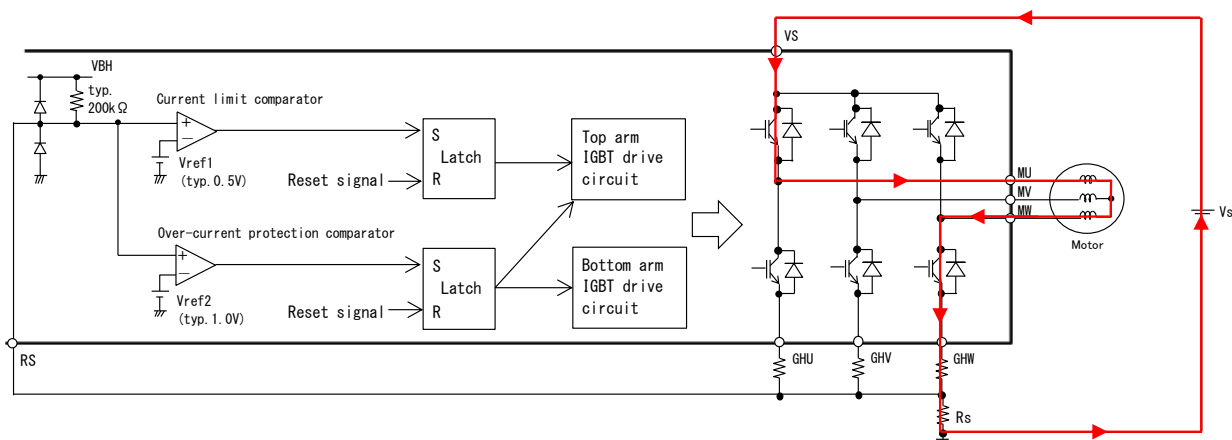 VS
VBH
typ.
200kΩ
Current limit comparator
+
−
Vref1
(typ.0.5V)
S
Latch
R
Reset signal
Top arm
IGBT drive
circuit
MU
MV
MW
Motor
Vs
Over-current protection comparator
+
−
Vref2
(typ.1.0V)
S
Latch
R
Reset signal
Bottom arm
IGBT drive
circuit
RS
GHU
GHV
GHW
Rs